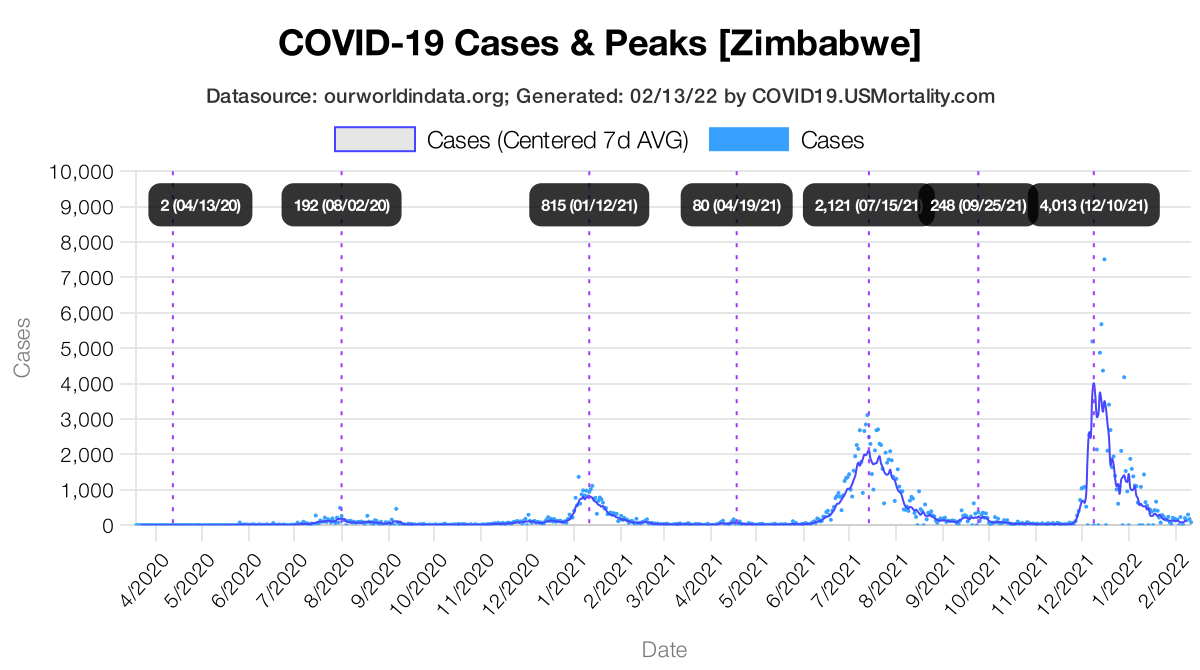 COVID-19 Cases & Peaks [Zimbabwe]
Datasource: ourworldindata.org; Generated: 02/13/22 by COVID19.USMortality.com
Cases (Centered 7d AVG) Cases
10,000
2 (04/13/20) 192 (08/02/20) 815 (01/12/21) 80 (04/19/21) 2,121 (07/15/21) 248 (09/25/21) 4,013 (12/10/21)
9,000
8,000
7,000
6,000
5,000
4,000
3,000
2,000
1,000
0
Cases
4/2020 5/2020 6/2020 7/2020 8/2020 9/2020 10/2020 11/2020 12/2020 1/2021 2/2021 3/2021 4/2021 5/2021 6/2021 7/2021 8/2021 9/2021 10/2021 11/2021 12/2021 1/2022 2/2022
Date